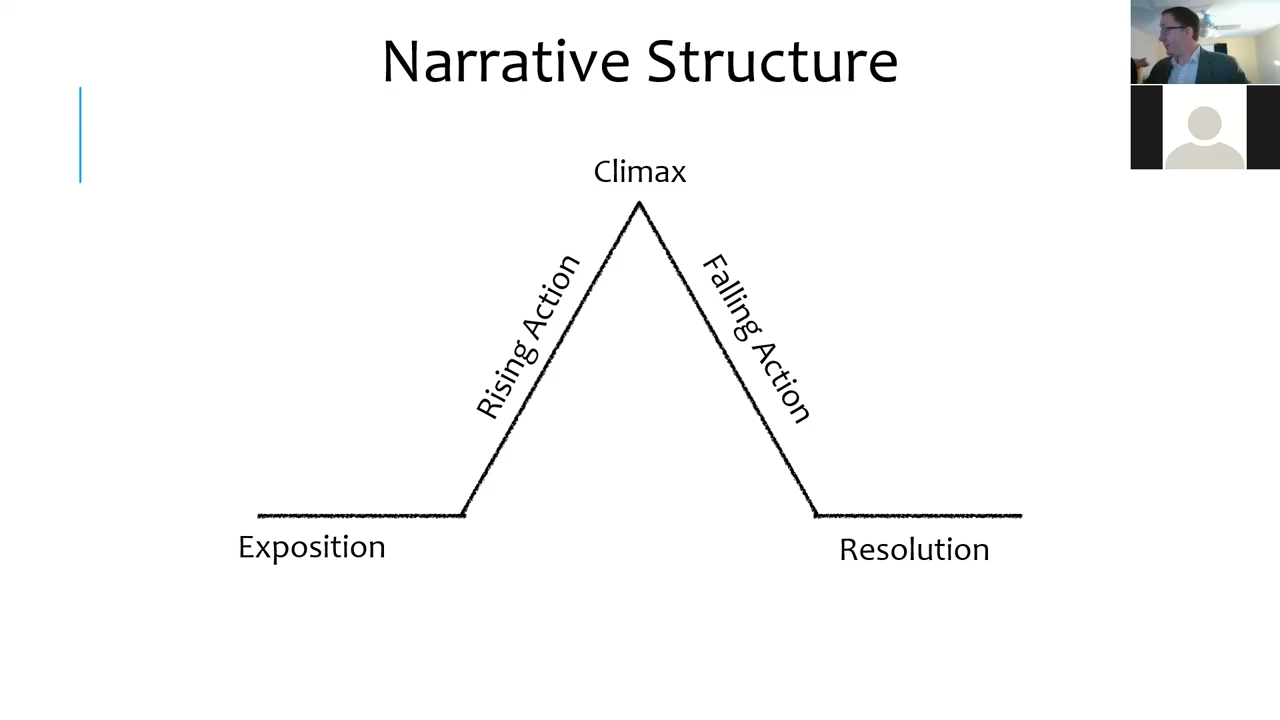 Narrative Structure
Climax
Rising Action
Falling Action
Exposition
Resolution